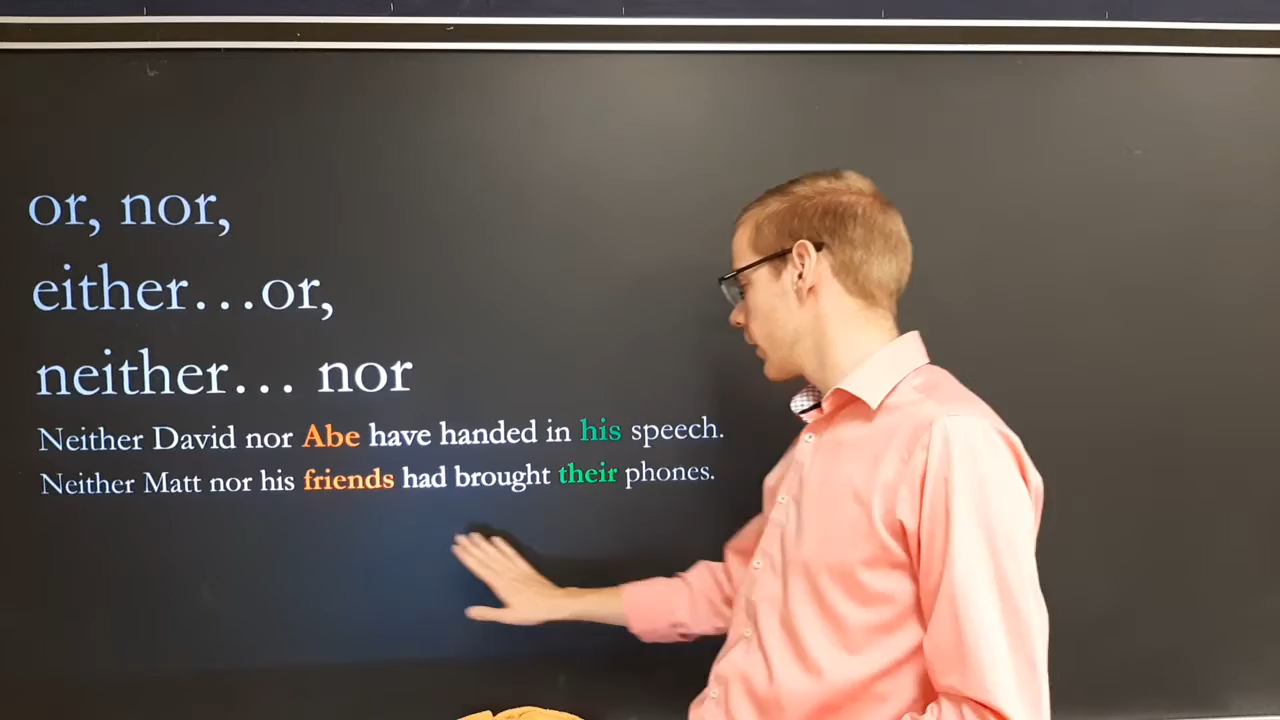 or, nor,
either…or,
neither… nor
Neither David nor Abe have handed in his speech.
Neither Matt nor his friends had brought their phones.